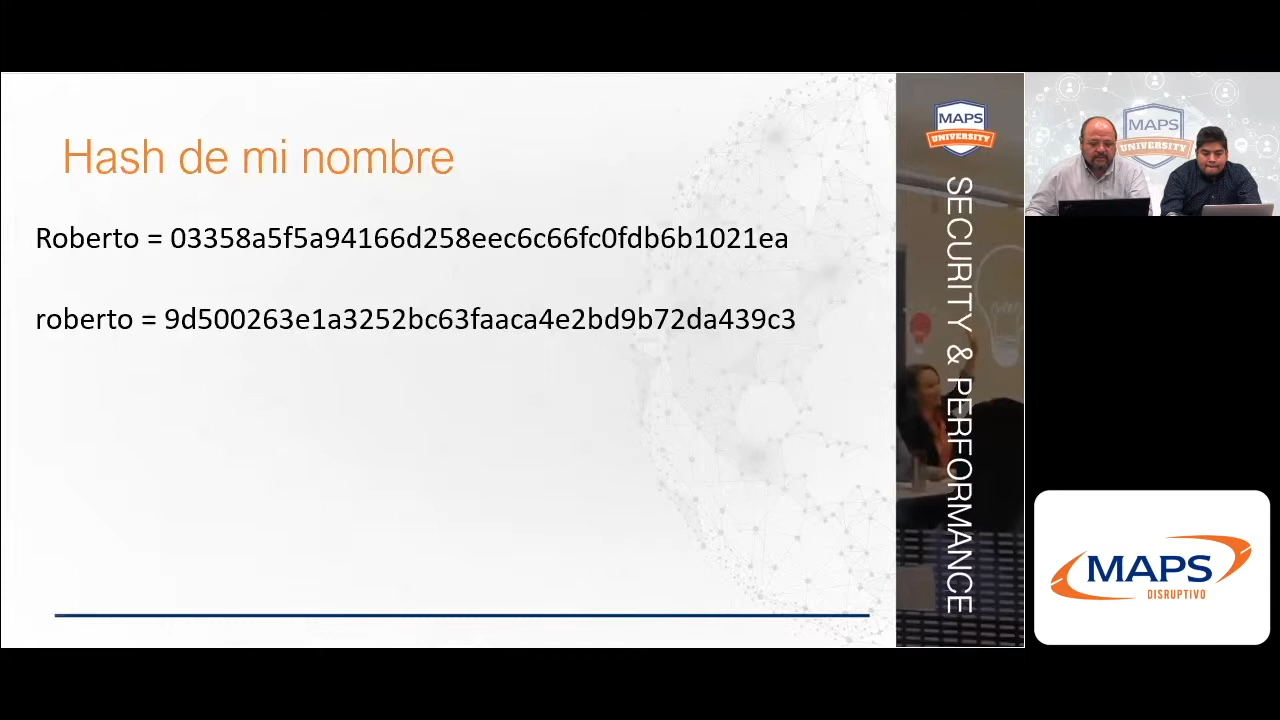 Hash de mi nombre
Roberto = 03358a5f5a94166d258eec6c66fc0fdb6b1021ea
roberto = 9d500263e1a3252bc63faaca4e2bd9b72da439c3
MAPS
UNIVERSITY
SECURITY & PERFORMANCE
MAPS
UNIVERSITY
MAPS
DISRUPTIVO